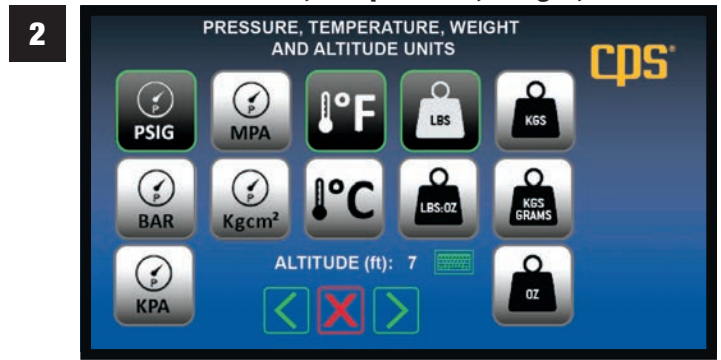 2
PRESSURE, TEMPERATURE, WEIGHT
AND ALTITUDE UNITS
cps
P
PSIG
P
MPA
°F
LBS
KGS
P
BAR
P
Kgcm²
°C
LBS:OZ
KGS
GRAMS
P
KPA
ALTITUDE (ft): 7
OZ